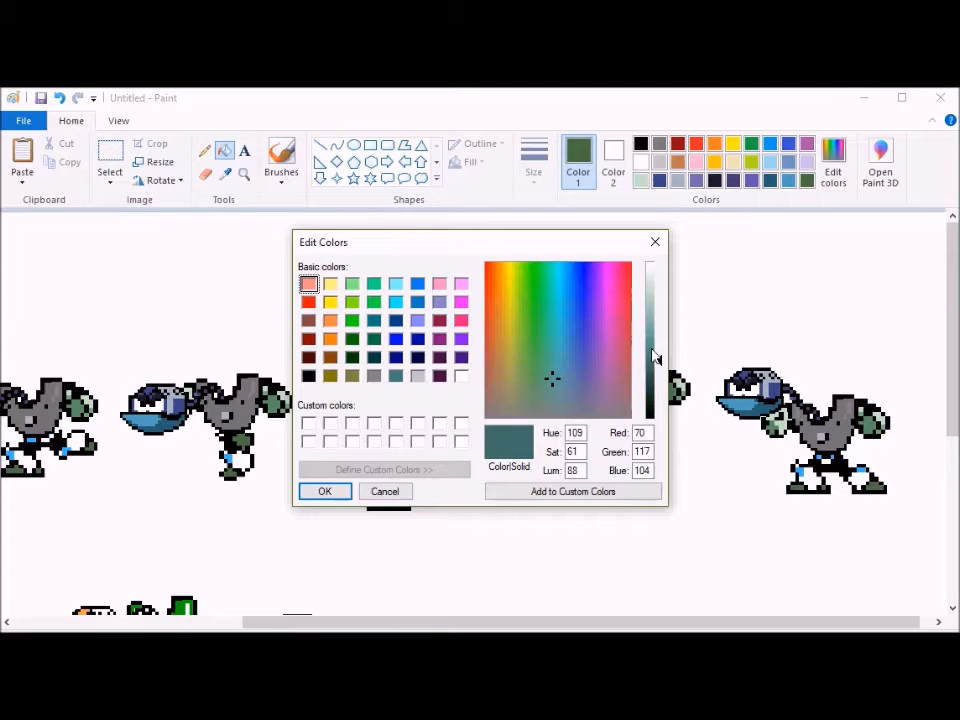 Untitled - Paint
File Home View
Paste
Cut
Copy
Clipboard
Select
Crop
Resize
Rotate
Image
A
Tools
Brushes
Outline
Fill
Shapes
Size
Color 1
Color 2
Colors
Edit colors
Open Paint 3D
Edit Colors
Basic colors:
Custom colors:
Define Custom Colors >>
OK Cancel
Color|Solid
Hue: 109 Red: 70
Sat: 61 Green: 117
Lum: 88 Blue: 104
Add to Custom Colors